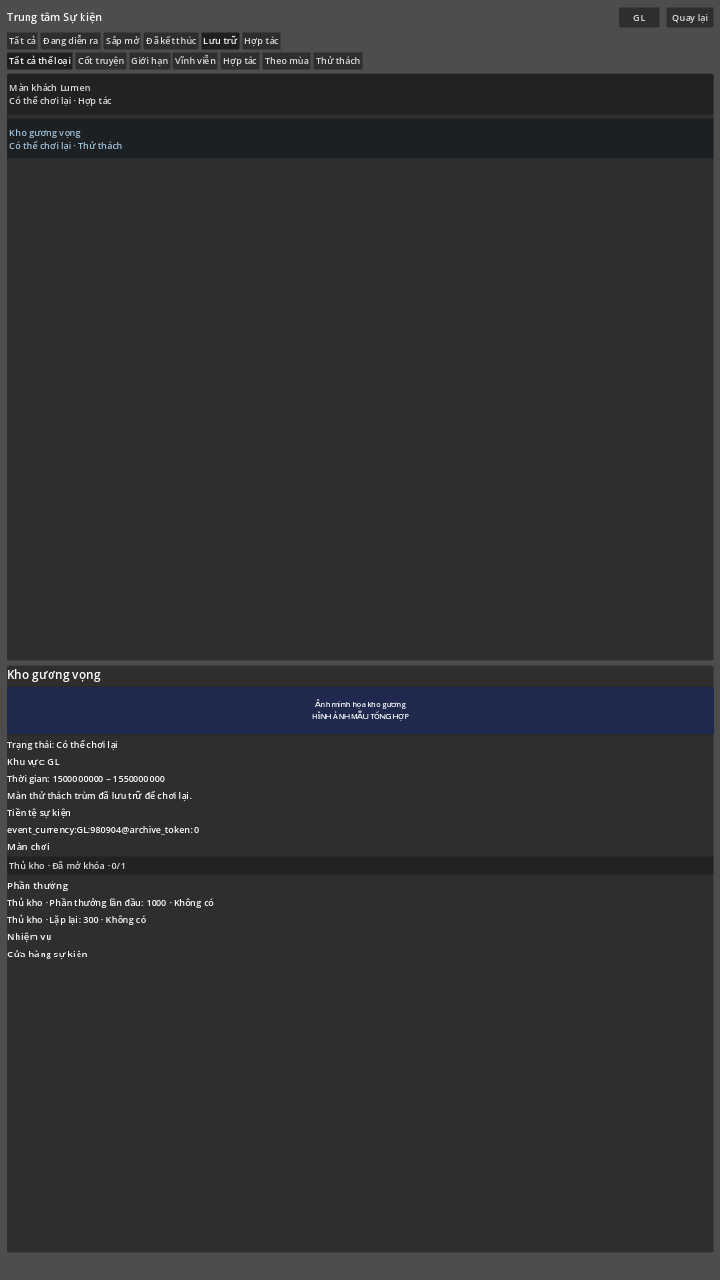 Trung tâm Sự kiện
GL
Quay lại
Tất cả
Đang diễn ra
Sắp mở
Đã kết thúc
Lưu trữ
Hợp tác
Tất cả thể loại
Cốt truyện
Giới hạn
Vĩnh viễn
Hợp tác
Theo mùa
Thử thách
Màn khách Lumen
Có thể chơi lại · Hợp tác
Kho gương vọng
Có thể chơi lại · Thử thách
Kho gương vọng
Ảnh minh họa kho gương
HÌNH ẢNH MẪU TỔNG HỢP
Trạng thái: Có thể chơi lại
Khu vực: GL
Thời gian: 1500000000 – 1550000000
Màn thử thách trùm đã lưu trữ để chơi lại.
Tiền tệ sự kiện
event_currency:GL:980904@archive_token: 0
Màn chơi
Thủ kho · Đã mở khóa · 0/1
Phần thưởng
Thủ kho · Phần thưởng lần đầu: 1000 · Không có
Thủ kho · Lặp lại: 300 · Không có
Nhiệm vụ
Cửa hàng sự kiện